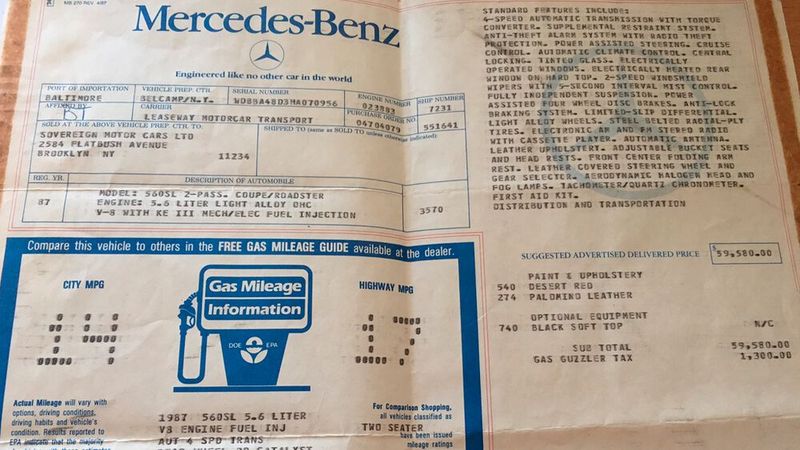 MB 270 REV. 4/87
Mercedes-Benz
Engineered like no other car in the world
PORT OF IMPORTATION VEHICLE PREP. CTR. SERIAL NUMBER ENGINE NUMBER SHIP NUMBER
BALTIMORE BELCAMP/N.Y. WDBBA48D3HA070956 023883 7231
CARRIER PURCHASE ORDER NO.
LEASEWAY MOTORCAR TRANSPORT 04704079 551641
SOLD AT THE ABOVE VEHICLE PREP. CTR. TO: SHIPPED TO (same as SOLD TO unless otherwise indicated)
SOVEREIGN MOTOR CARS LTD
2584 FLATBUSH AVENUE
BROOKLYN NY 11234
REG. YR. DESCRIPTION OF AUTOMOBILE
87 MODEL: 560SL 2-PASS. COUPE/ROADSTER
ENGINE: 5.6 LITER LIGHT ALLOY OHC
V-8 WITH KE III MECH/ELEC FUEL INJECTION 3570
Compare this vehicle to others in the FREE GAS MILEAGE GUIDE available at the dealer.
CITY MPG
Gas Mileage
Information
DOE EPA
HIGHWAY MPG
17
Actual Mileage will vary with
options, driving conditions,
driving habits and vehicle's
condition. Results reported to
EPA indicate that the majority
1987 560SL 5.6 LITER
V8 ENGINE FUEL INJ
AUT 4 SPD TRANS
For Comparison Shopping,
all vehicles classified as
TWO SEATER
have been issued
mileage ratings
STANDARD FEATURES INCLUDE:
4-SPEED AUTOMATIC TRANSMISSION WITH TORQUE
CONVERTER. SUPPLEMENTAL RESTRAINT SYSTEM.
ANTI-THEFT ALARM SYSTEM WITH RADIO THEFT
PROTECTION. POWER ASSISTED STEERING. CRUISE
CONTROL. AUTOMATIC CLIMATE CONTROL. CENTRAL
LOCKING. TINTED GLASS. ELECTRICALLY
OPERATED WINDOWS. ELECTRICALLY HEATED REAR
WINDOW ON HARD TOP. 2-SPEED WINDSHIELD
WIPERS WITH 5-SECOND INTERVAL MIST CONTROL.
FULLY INDEPENDENT SUSPENSION. POWER
ASSISTED FOUR WHEEL DISC BRAKES. ANTI-LOCK
BRAKING SYSTEM. LIMITED-SLIP DIFFERENTIAL.
LIGHT ALLOY WHEELS. STEEL BELTED RADIAL-PLY
TIRES. ELECTRONIC AM AND FM STEREO RADIO
WITH CASSETTE PLAYER. AUTOMATIC ANTENNA.
LEATHER UPHOLSTERY. ADJUSTABLE BUCKET SEATS
AND HEAD RESTS. FRONT CENTER FOLDING ARM
REST. LEATHER COVERED STEERING WHEEL AND
GEAR SELECTOR. AERODYNAMIC HALOGEN HEAD AND
FOG LAMPS. TACHOMETER/QUARTZ CHRONOMETER.
FIRST AID KIT.
DISTRIBUTION AND TRANSPORTATION
SUGGESTED ADVERTISED DELIVERED PRICE $59,580.00
PAINT & UPHOLSTERY
540 DESERT RED
274 PALOMINO LEATHER
OPTIONAL EQUIPMENT
740 BLACK SOFT TOP N/C
SUB TOTAL 59,580.00
GAS GUZZLER TAX 1,300.00